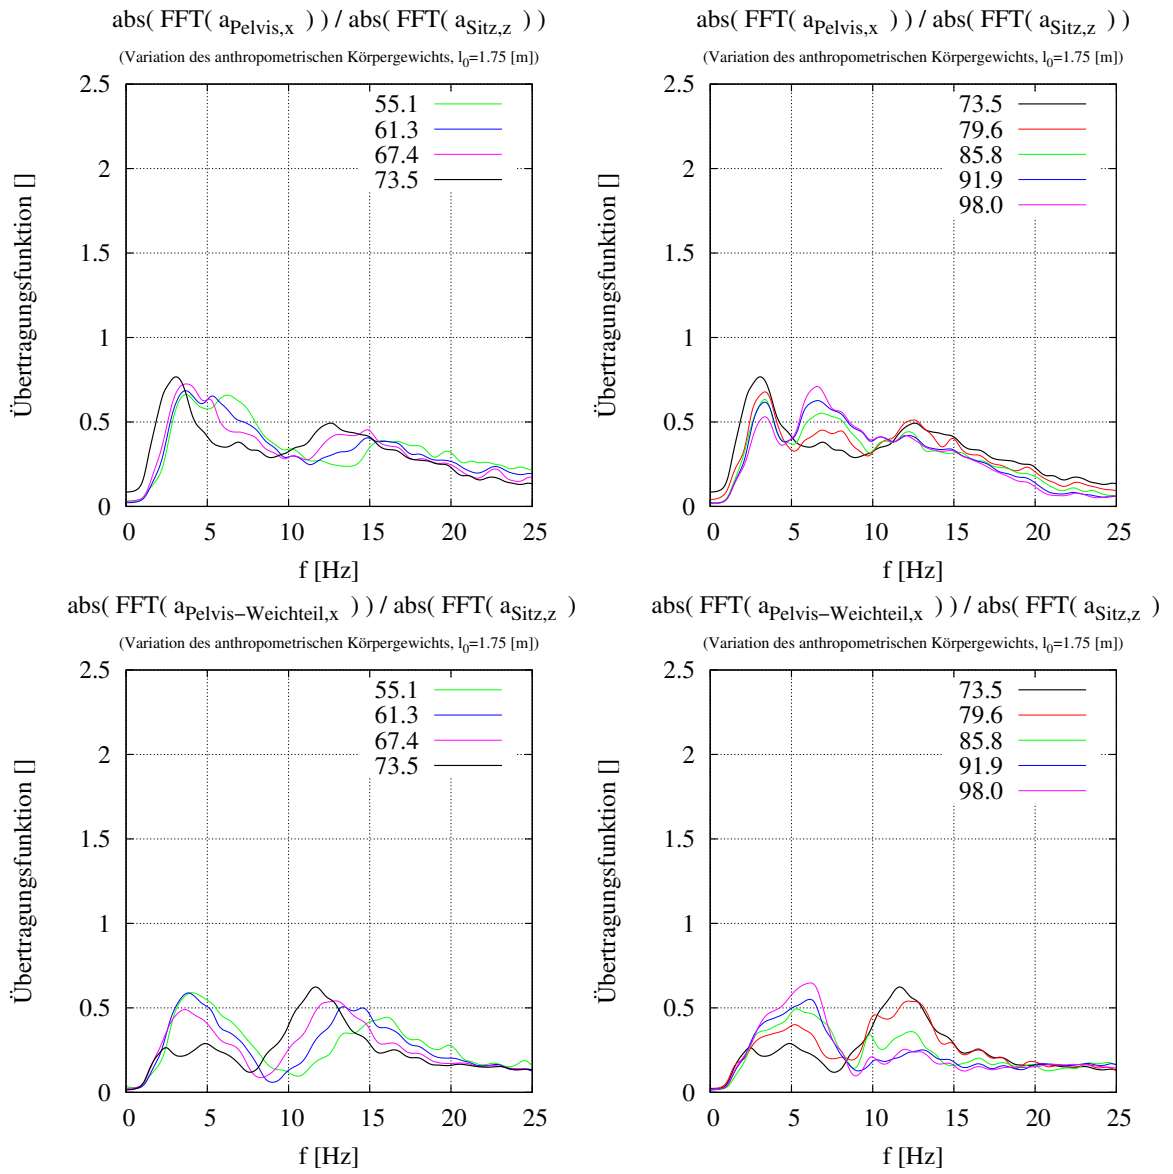 abs( FFT( a_Pelvis,x ) ) / abs( FFT( a_Sitz,z ) )
(Variation des anthropometrischen Körpergewichts, l_0=1.75 [m])
Übertragungsfunktion []
2.5
2
1.5
1
0.5
0
55.1
61.3
67.4
73.5
0 5 10 15 20 25
f [Hz]
abs( FFT( a_Pelvis,x ) ) / abs( FFT( a_Sitz,z ) )
(Variation des anthropometrischen Körpergewichts, l_0=1.75 [m])
Übertragungsfunktion []
2.5
2
1.5
1
0.5
0
73.5
79.6
85.8
91.9
98.0
0 5 10 15 20 25
f [Hz]
abs( FFT( a_Pelvis−Weichteil,x ) ) / abs( FFT( a_Sitz,z )
(Variation des anthropometrischen Körpergewichts, l_0=1.75 [m])
Übertragungsfunktion []
2.5
2
1.5
1
0.5
0
55.1
61.3
67.4
73.5
0 5 10 15 20 25
f [Hz]
abs( FFT( a_Pelvis−Weichteil,x ) ) / abs( FFT( a_Sitz,z )
(Variation des anthropometrischen Körpergewichts, l_0=1.75 [m])
Übertragungsfunktion []
2.5
2
1.5
1
0.5
0
73.5
79.6
85.8
91.9
98.0
0 5 10 15 20 25
f [Hz]